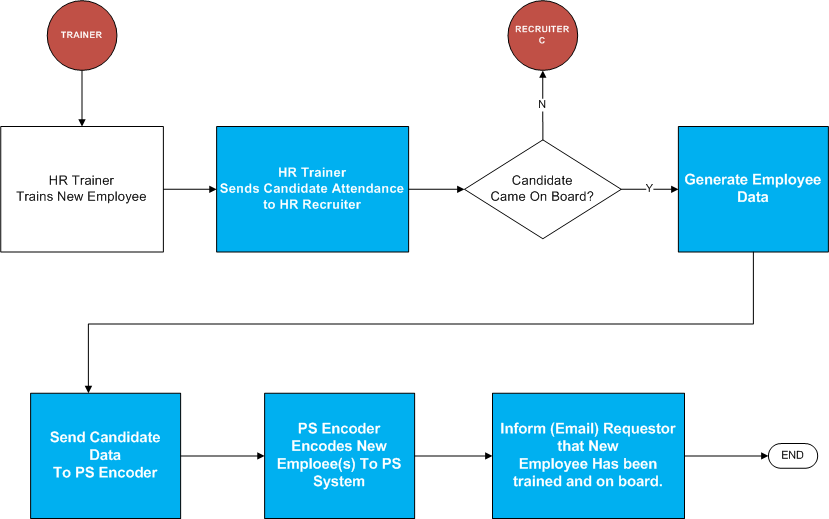 TRAINER
RECRUITER
C
N
HR Trainer
Trains New Employee
HR Trainer
Sends Candidate Attendance
to HR Recruiter
Candidate
Came On Board?
Y
Generate Employee
Data
Send Candidate
Data
To PS Encoder
PS Encoder
Encodes New
Emploee(s) To PS
System
Inform (Email) Requestor
that New
Employee Has been
trained and on board.
END